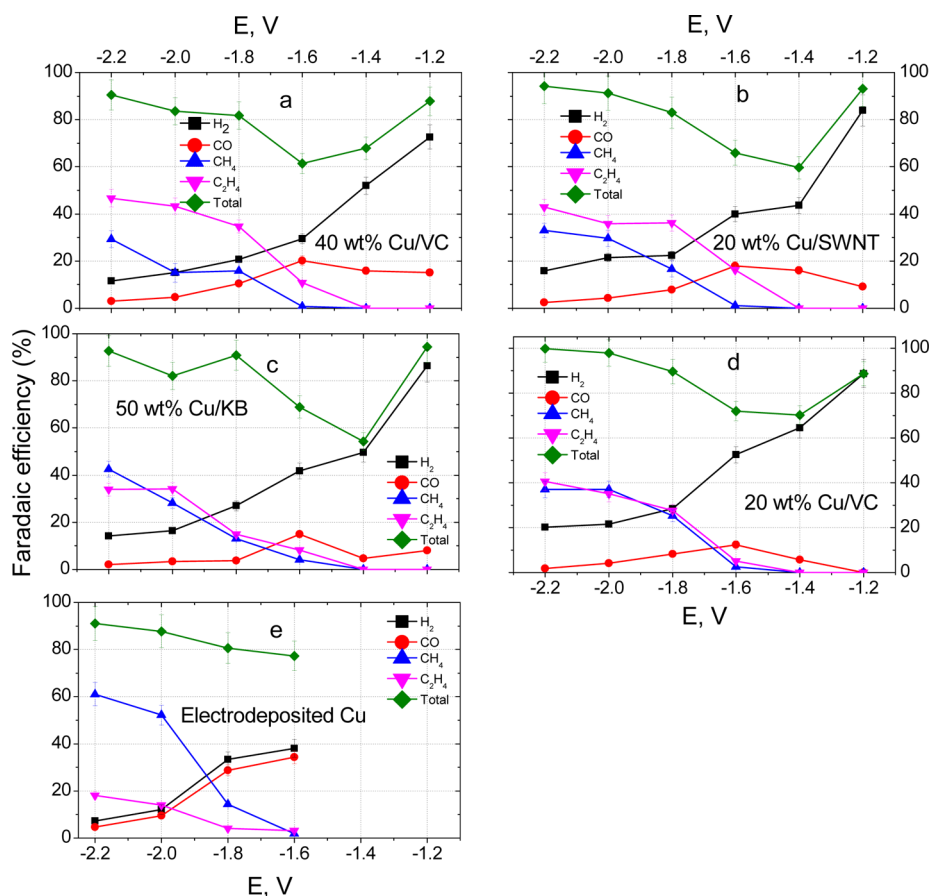 E, V
E, V
-2.2 -2.0 -1.8 -1.6 -1.4 -1.2
-2.2 -2.0 -1.8 -1.6 -1.4 -1.2
Faradaic efficiency (%)
100
80
60
40
20
0
a
H2
CO
CH4
C2H4
Total
40 wt% Cu/VC
100
80
60
40
20
0
b
H2
CO
CH4
C2H4
Total
20 wt% Cu/SWNT
100
80
60
40
20
0
c
50 wt% Cu/KB
H2
CO
CH4
C2H4
Total
100
80
60
40
20
0
d
H2
CO
CH4
C2H4
Total
20 wt% Cu/VC
-2.2 -2.0 -1.8 -1.6 -1.4 -1.2
E, V
100
80
60
40
20
0
e
H2
CO
CH4
C2H4
Total
Electrodeposited Cu
-2.2 -2.0 -1.8 -1.6 -1.4 -1.2
E, V